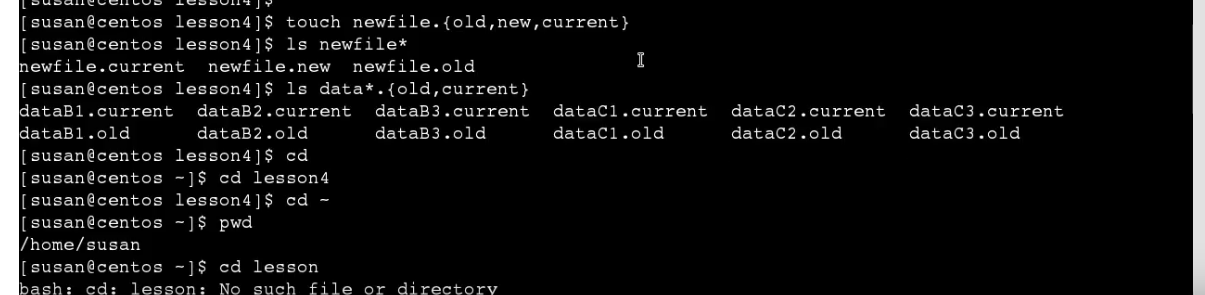 [susan@centos lesson4]$
[susan@centos lesson4]$ touch newfile.{old,new,current}
[susan@centos lesson4]$ ls newfile*
newfile.current  newfile.new  newfile.old
[susan@centos lesson4]$ ls data*.{old,current}
dataB1.current  dataB2.current  dataB3.current  dataC1.current  dataC2.current  dataC3.current
dataB1.old      dataB2.old      dataB3.old      dataC1.old      dataC2.old      dataC3.old
[susan@centos lesson4]$ cd
[susan@centos ~]$ cd lesson4
[susan@centos lesson4]$ cd ~
[susan@centos ~]$ pwd
/home/susan
[susan@centos ~]$ cd lesson
bash: cd: lesson: No such file or directory